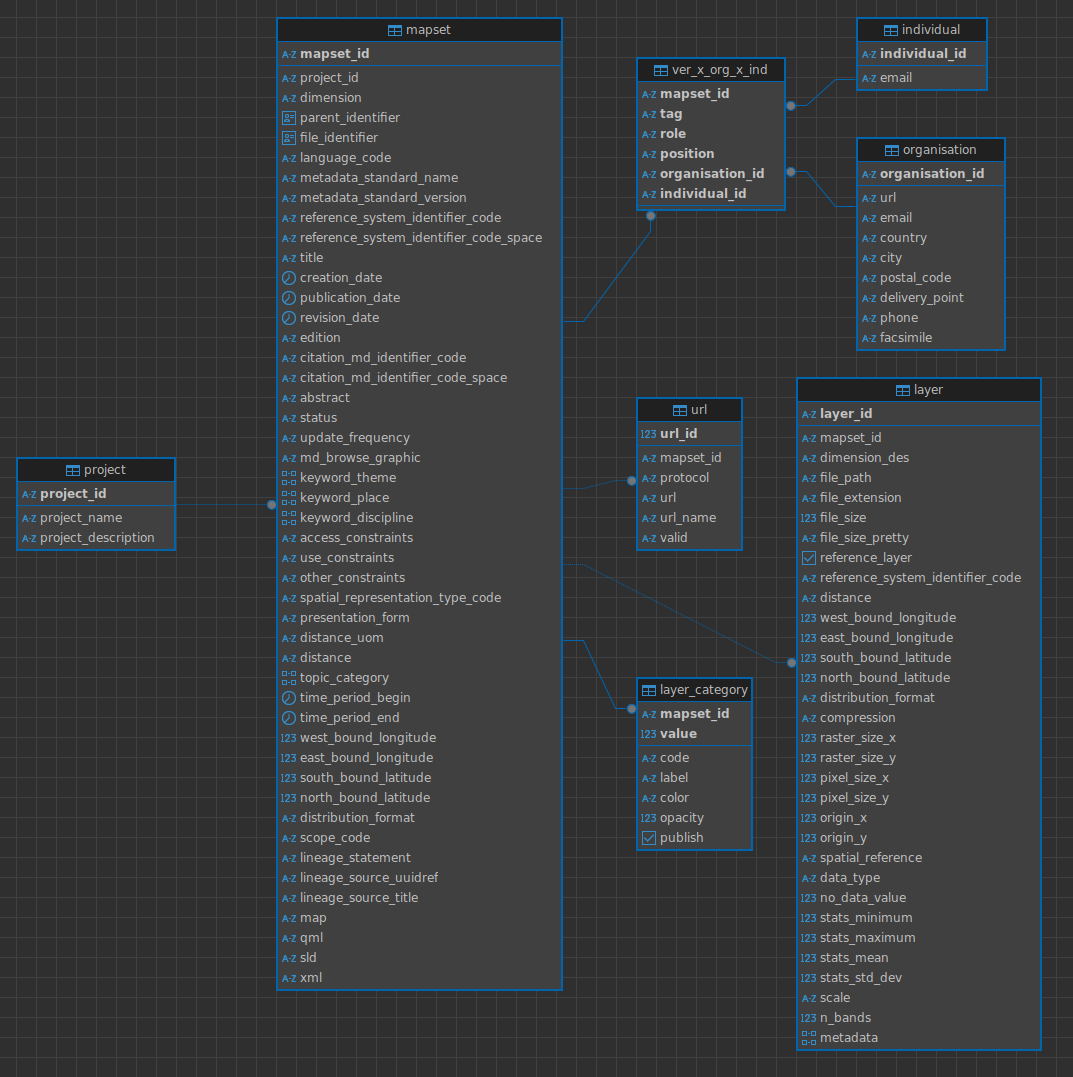 mapset
mapset_id
project_id
dimension
parent_identifier
file_identifier
language_code
metadata_standard_name
metadata_standard_version
reference_system_identifier_code
reference_system_identifier_code_space
title
creation_date
publication_date
revision_date
edition
citation_md_identifier_code
citation_md_identifier_code_space
abstract
status
update_frequency
md_browse_graphic
keyword_theme
keyword_place
keyword_discipline
access_constraints
use_constraints
other_constraints
spatial_representation_type_code
presentation_form
distance_uom
distance
topic_category
time_period_begin
time_period_end
west_bound_longitude
east_bound_longitude
south_bound_latitude
north_bound_latitude
distribution_format
scope_code
lineage_statement
lineage_source_uuidref
lineage_source_title
map
qml
sld
xml
project
project_id
project_name
project_description
ver_x_org_x_ind
mapset_id
tag
role
position
organisation_id
individual_id
individual
individual_id
email
organisation
organisation_id
url
email
country
city
postal_code
delivery_point
phone
facsimile
url
url_id
mapset_id
protocol
url
url_name
valid
layer_category
mapset_id
value
code
label
color
opacity
publish
layer
layer_id
mapset_id
dimension_des
file_path
file_extension
file_size
file_size_pretty
reference_layer
reference_system_identifier_code
distance
west_bound_longitude
east_bound_longitude
south_bound_latitude
north_bound_latitude
distribution_format
compression
raster_size_x
raster_size_y
pixel_size_x
pixel_size_y
origin_x
origin_y
spatial_reference
data_type
no_data_value
stats_minimum
stats_maximum
stats_mean
stats_std_dev
scale
n_bands
metadata